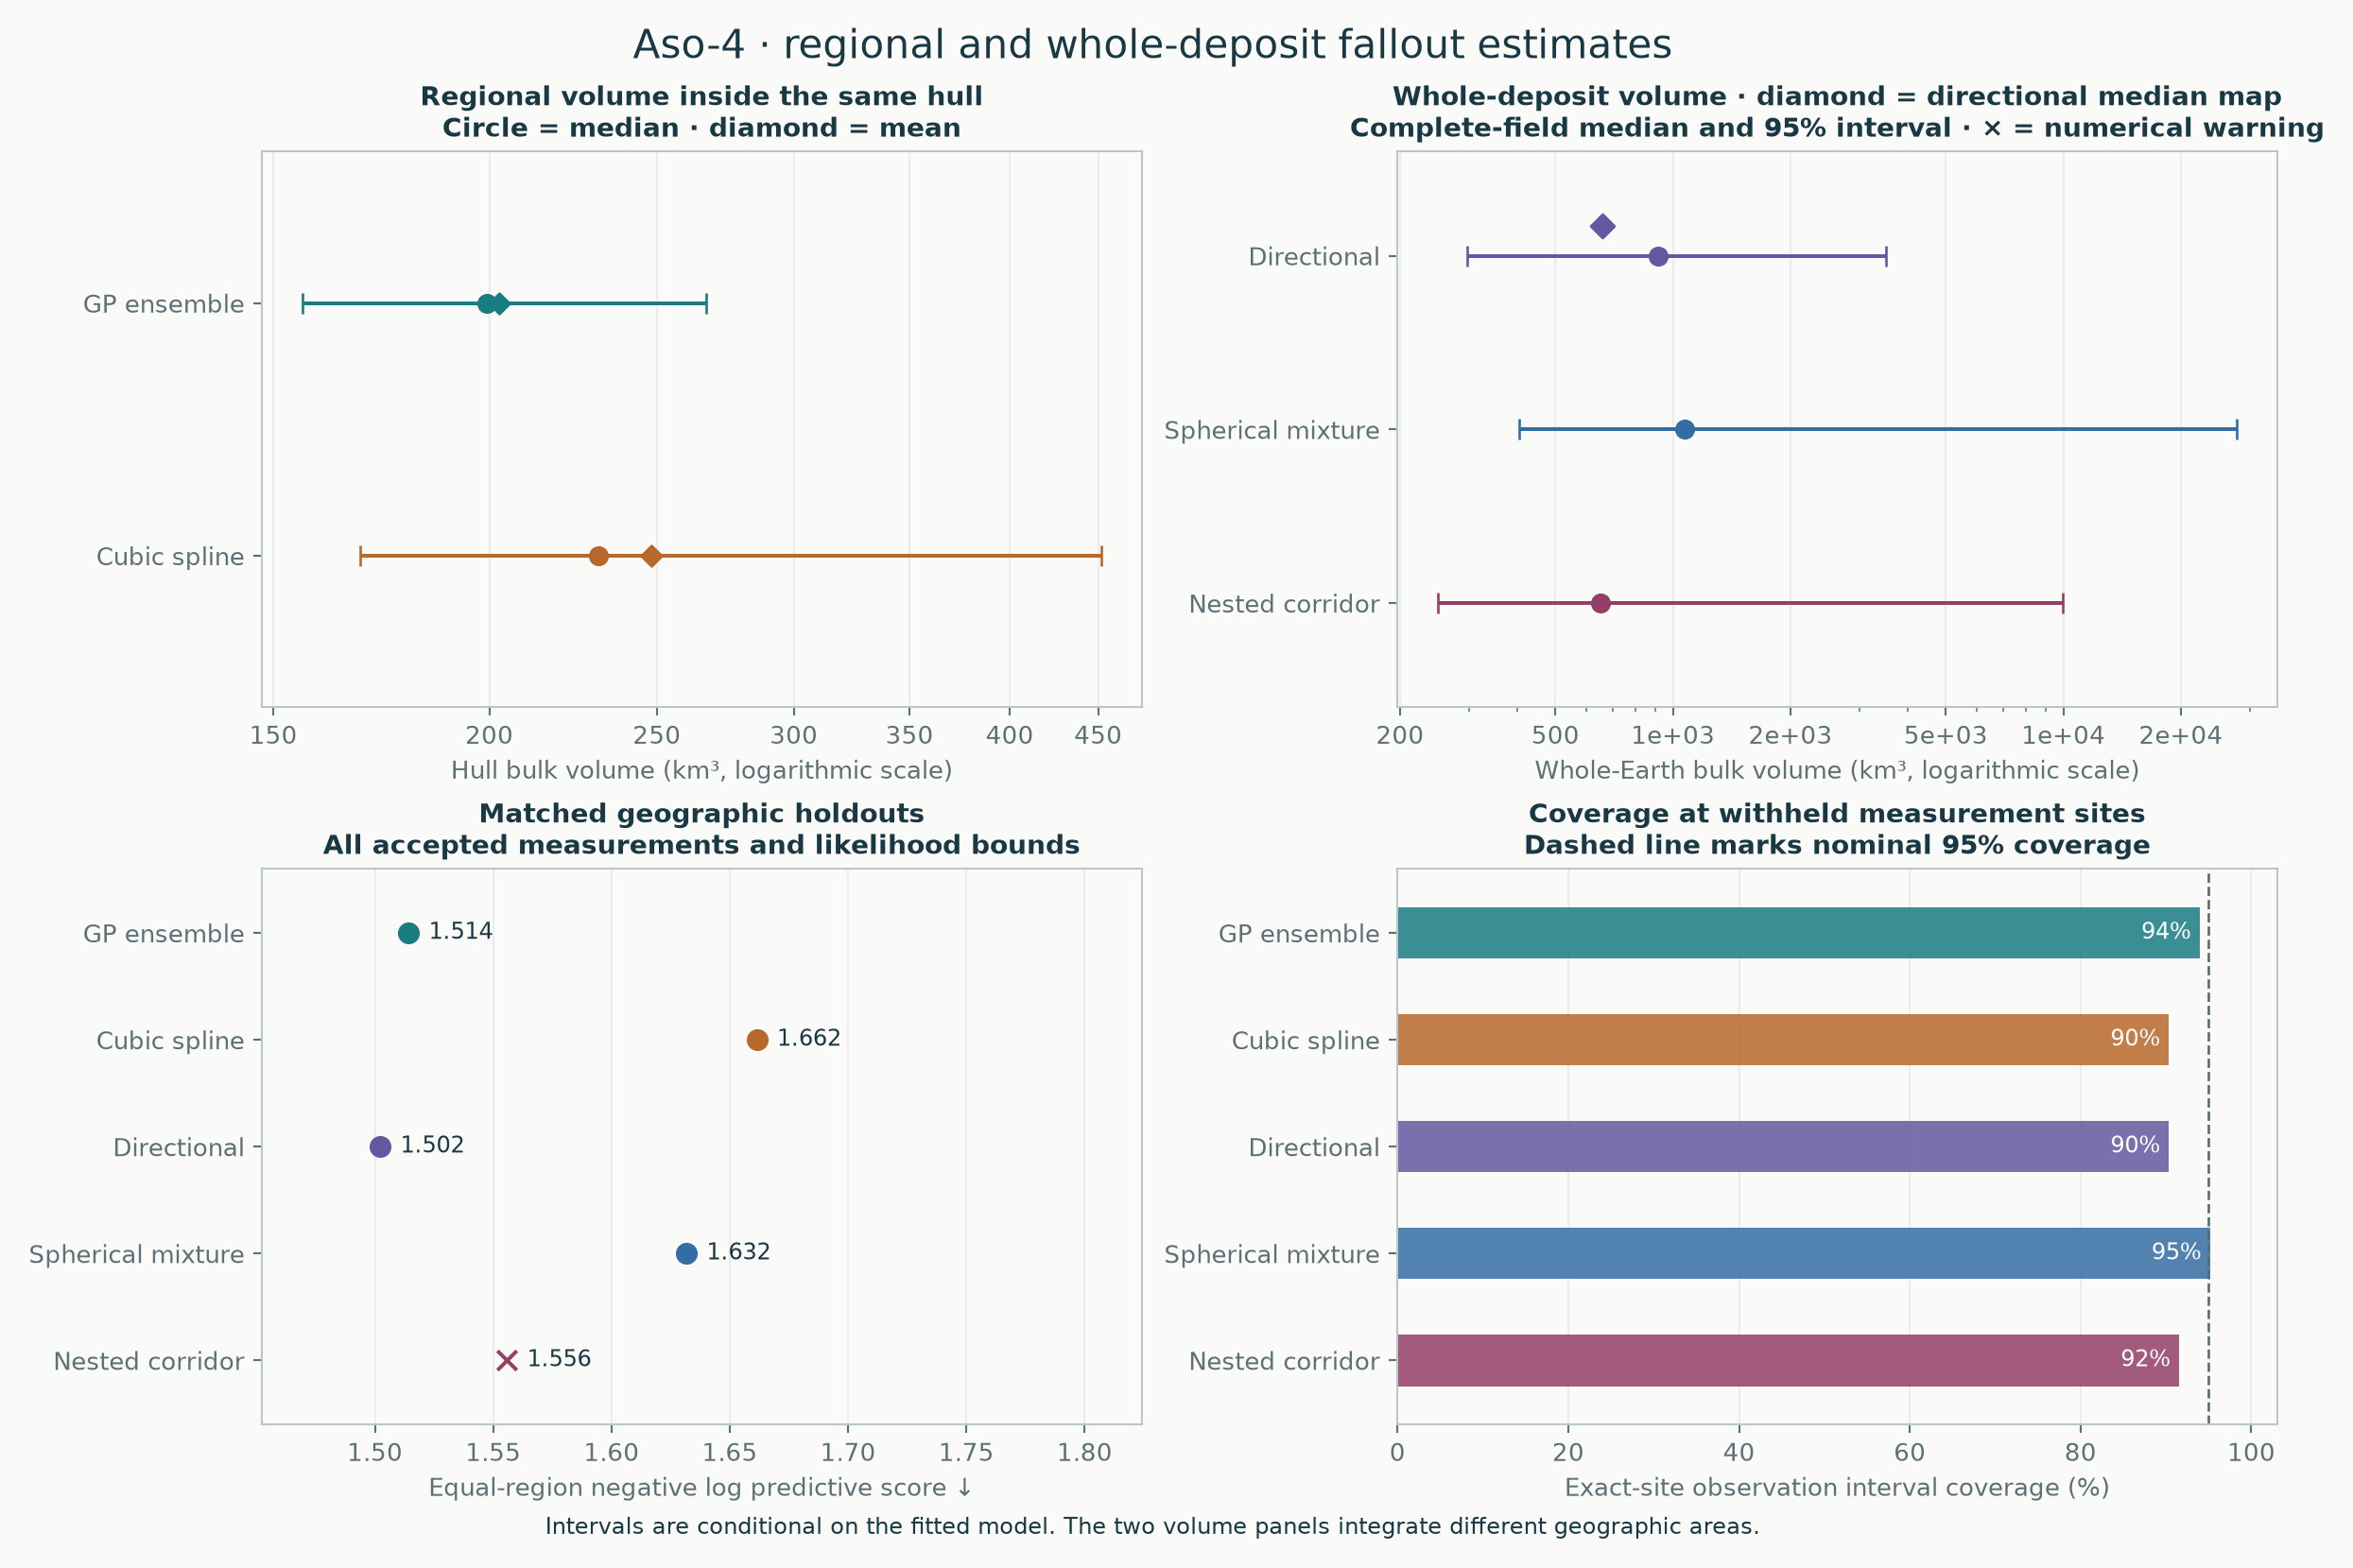 Aso-4 · regional and whole-deposit fallout estimates
Regional volume inside the same hull
Circle = median · diamond = mean
GP ensemble
Cubic spline
150 200 250 300 350 400 450
Hull bulk volume (km³, logarithmic scale)
Whole-deposit volume · diamond = directional median map
Complete-field median and 95% interval · × = numerical warning
Directional
Spherical mixture
Nested corridor
200 500 1e+03 2e+03 5e+03 1e+04 2e+04
Whole-Earth bulk volume (km³, logarithmic scale)
Matched geographic holdouts
All accepted measurements and likelihood bounds
GP ensemble 1.514
Cubic spline 1.662
Directional 1.502
Spherical mixture 1.632
Nested corridor 1.556
1.50 1.55 1.60 1.65 1.70 1.75 1.80
Equal-region negative log predictive score ↓
Coverage at withheld measurement sites
Dashed line marks nominal 95% coverage
GP ensemble 94%
Cubic spline 90%
Directional 90%
Spherical mixture 95%
Nested corridor 92%
0 20 40 60 80 100
Exact-site observation interval coverage (%)
Intervals are conditional on the fitted model. The two volume panels integrate different geographic areas.